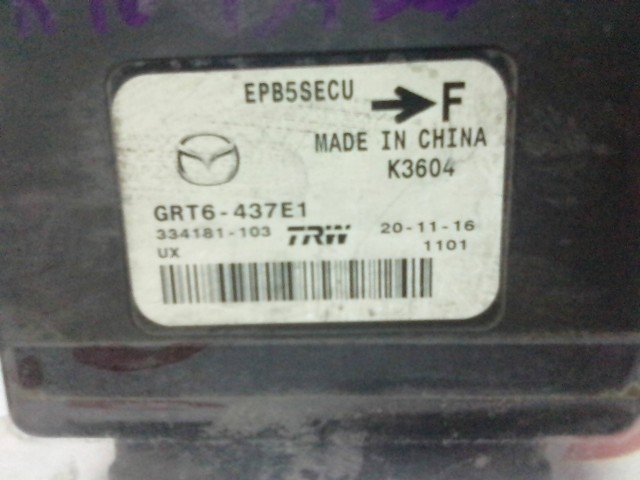 EPB5SECU F
MADE IN CHINA
K3604
GRT6-437E1
334181-103 TRW 20-11-16
UX 1101